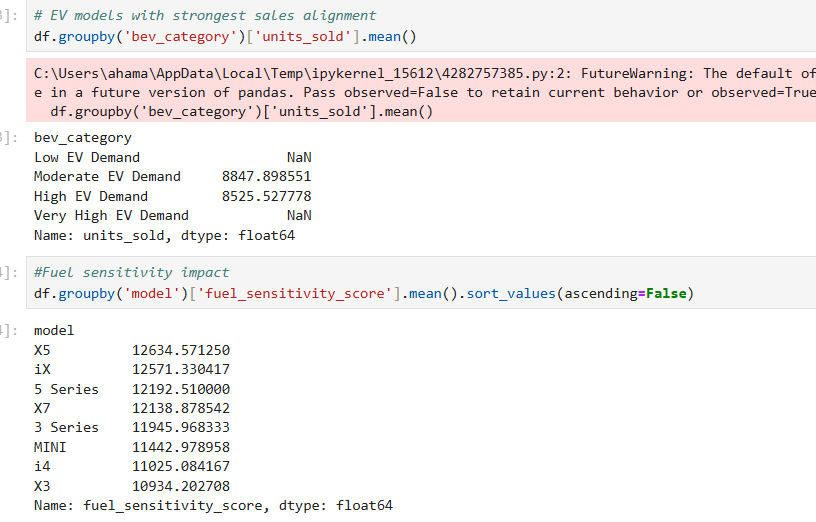 ]:
# EV models with strongest sales alignment
df.groupby('bev_category')['units_sold'].mean()
C:\Users\ahama\AppData\Local\Temp\ipykernel_15612\4282757385.py:2: FutureWarning: The default of
e in a future version of pandas. Pass observed=False to retain current behavior or observed=True
df.groupby('bev_category')['units_sold'].mean()
]:
bev_category
Low EV Demand NaN
Moderate EV Demand 8847.898551
High EV Demand 8525.527778
Very High EV Demand NaN
Name: units_sold, dtype: float64
]:
#Fuel sensitivity impact
df.groupby('model')['fuel_sensitivity_score'].mean().sort_values(ascending=False)
]:
model
X5 12634.571250
iX 12571.330417
5 Series 12192.510000
X7 12138.878542
3 Series 11945.968333
MINI 11442.978958
i4 11025.084167
X3 10934.202708
Name: fuel_sensitivity_score, dtype: float64